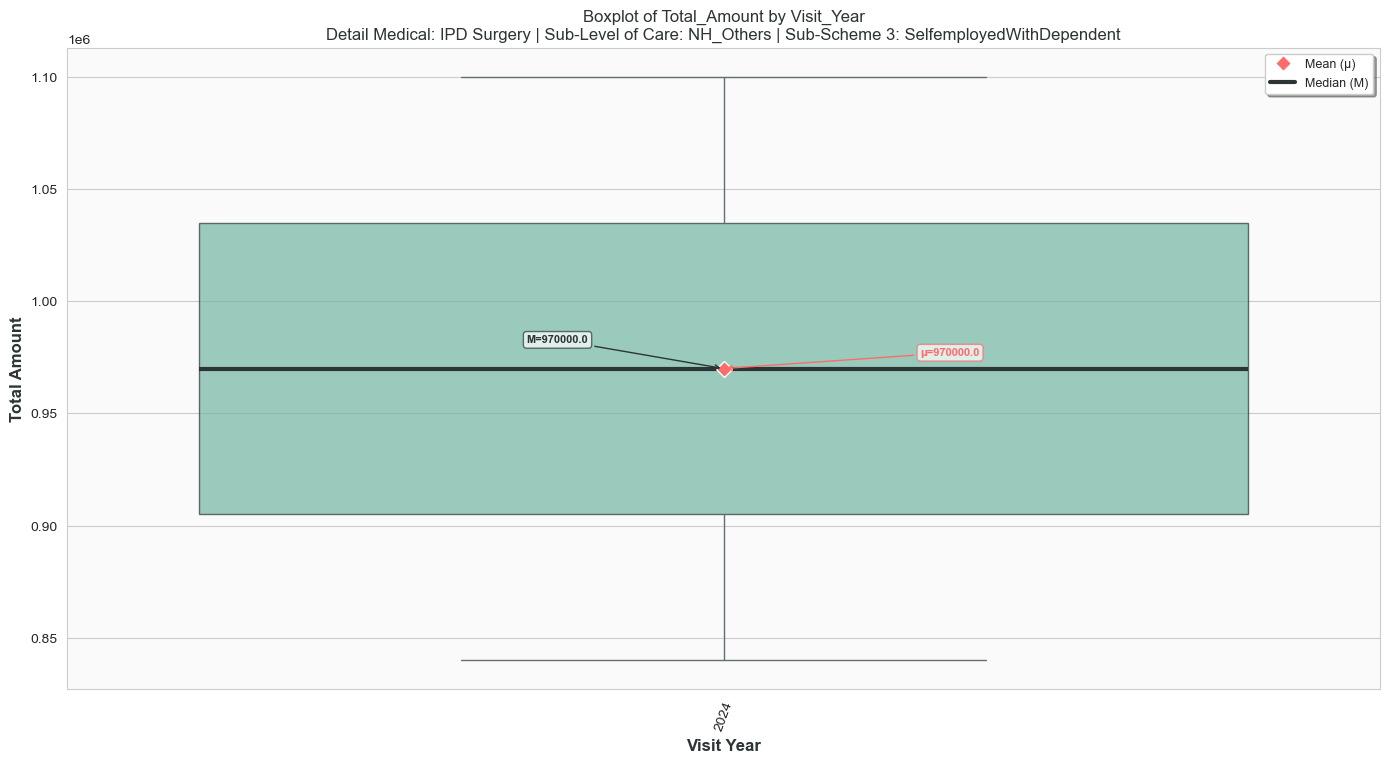 Boxplot of Total_Amount by Visit_Year
Detail Medical: IPD Surgery | Sub-Level of Care: NH_Others | Sub-Scheme 3: SelfemployedWithDependent
1e6
Mean (μ)
Median (M)
1.10
1.05
1.00
0.95
0.90
0.85
Total Amount
M=970000.0
μ=970000.0
2024
Visit Year